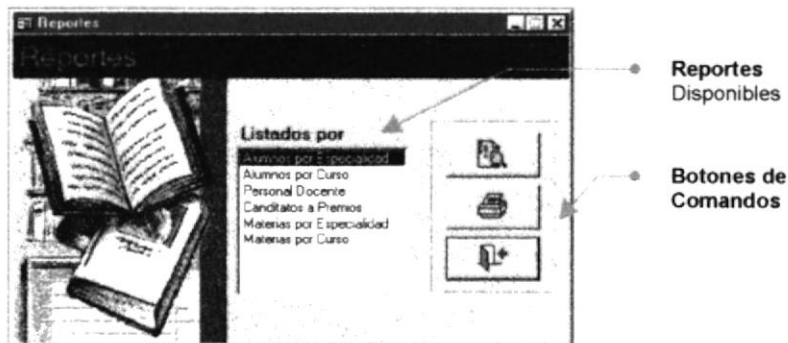 Reportes
Reportes
Listados por
Alumnos por Especialidad
Alumnos por Curso
Personal Docente
Canditatos a Premios
Materias por Especialidad
Materias por Curso
Reportes
Disponibles
Botones de
Comandos